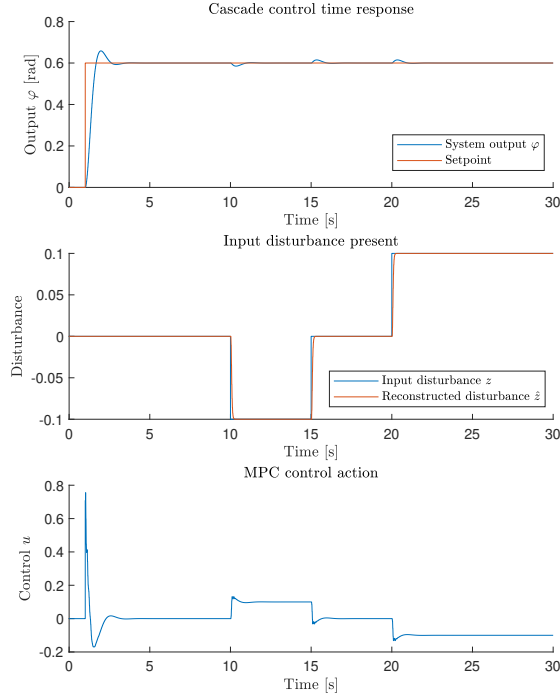 Cascade control time response
Output φ [rad]
0.8
0.6
0.4
0.2
0
0 5 10 15 20 25 30
Time [s]
System output φ
Setpoint
Input disturbance present
Disturbance
0.1
0.05
0
-0.05
-0.1
0 5 10 15 20 25 30
Time [s]
Input disturbance z
Reconstructed disturbance ẑ
MPC control action
Control u
0.8
0.6
0.4
0.2
0
-0.2
0 5 10 15 20 25 30
Time [s]